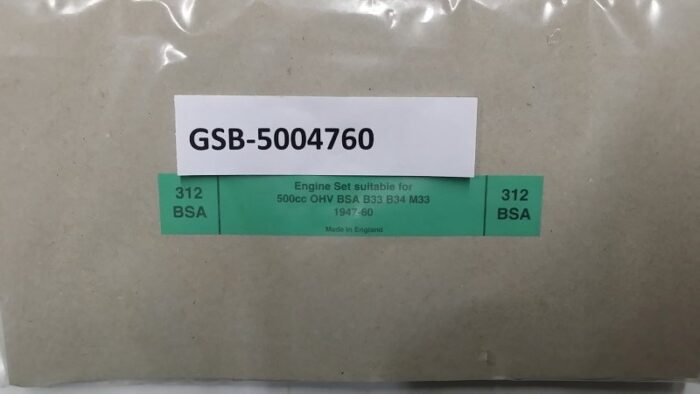 GSB-5004760
312
BSA
Engine Set suitable for
500cc OHV BSA B33 B34 M33
1947-60
Made in England
312
BSA